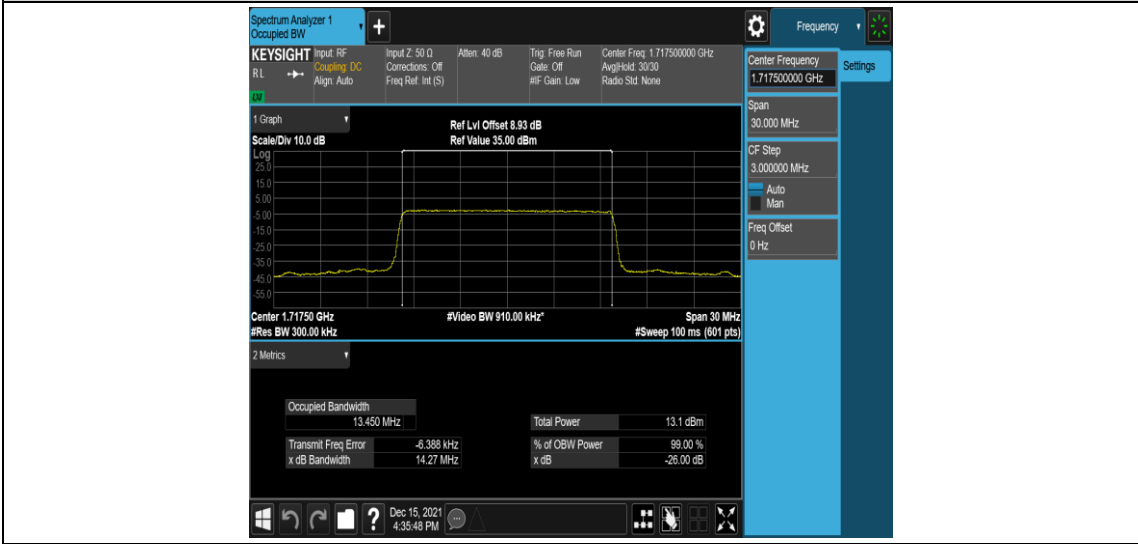 Spectrum Analyzer 1
Occupied BW
+
Frequency
KEYSIGHT
RL
LNI
Input: RF
Coupling: DC
Align: Auto
Input Z: 50 Ω
Corrections: Off
Freq Ref: Int (S)
Atten: 40 dB
Trig: Free Run
Gate: Off
#IF Gain: Low
Center Freq: 1.717500000 GHz
Avg|Hold: 30/30
Radio Std: None
Center Frequency
1.717500000 GHz
Settings
Span
30.000 MHz
CF Step
3.000000 MHz
Auto
Man
Freq Offset
0 Hz
1 Graph
Scale/Div 10.0 dB
Ref Lvl Offset 8.93 dB
Ref Value 35.00 dBm
Log
25.0
15.0
5.00
-5.00
-15.0
-25.0
-35.0
-45.0
-55.0
Center 1.71750 GHz
#Res BW 300.00 kHz
#Video BW 910.00 kHz*
Span 30 MHz
#Sweep 100 ms (601 pts)
2 Metrics
Occupied Bandwidth
13.450 MHz
Total Power 13.1 dBm
Transmit Freq Error -6.388 kHz
% of OBW Power 99.00 %
x dB Bandwidth 14.27 MHz
x dB -26.00 dB
?
Dec 15, 2021
4:35:48 PM